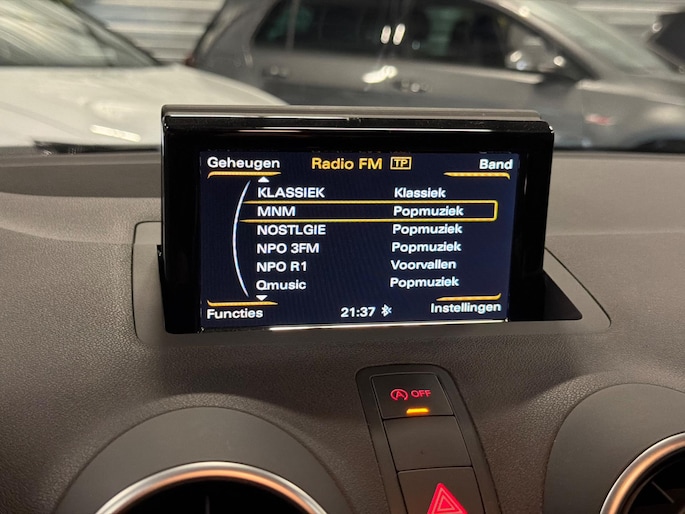 Geheugen Radio FM TP Band
KLASSIEK Klassiek
MNM Popmuziek
NOSTLGIE Popmuziek
NPO 3FM Popmuziek
NPO R1 Voorvallen
Qmusic Popmuziek
Functies 21:37 Instellingen
A OFF